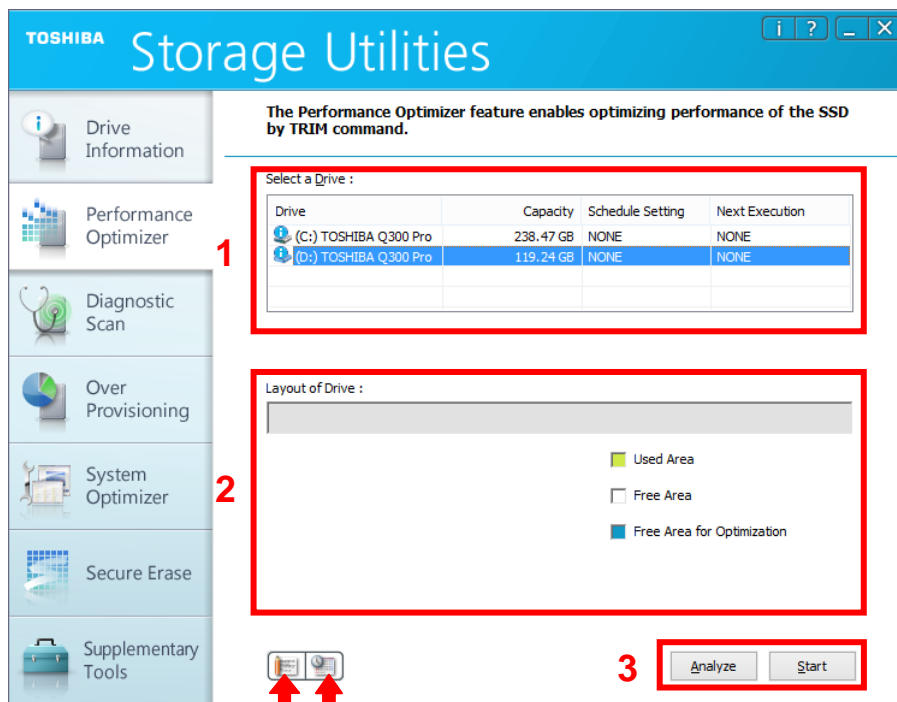 TOSHIBA Storage Utilities
i ? _ X
The Performance Optimizer feature enables optimizing performance of the SSD
by TRIM command.
Drive
Information
Performance
Optimizer
Diagnostic
Scan
Over
Provisioning
System
Optimizer
Secure Erase
Supplementary
Tools
1
Select a Drive :
Drive Capacity Schedule Setting Next Execution
(C:) TOSHIBA Q300 Pro 238.47 GB NONE NONE
(D:) TOSHIBA Q300 Pro 119.24 GB NONE NONE
2
Layout of Drive :
Used Area
Free Area
Free Area for Optimization
3
Analyze Start